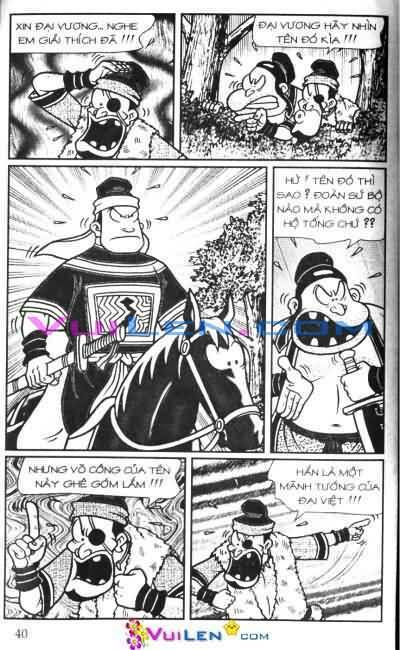 XIN ĐẠI VƯƠNG... NGHE
EM GIẢI THÍCH ĐÃ !!!
ĐẠI VƯƠNG HÃY NHÌN
TÊN ĐÓ KÌA !!!
HỨ ! TÊN ĐÓ THÌ
SAO ? ĐOÀN SỨ BỘ
NÀO MÀ KHÔNG CÓ
HỘ TỐNG CHỨ ??
VUILEN.COM
NHƯNG VÕ CÔNG CỦA TÊN
NÀY GHÊ GỚM LẮM !!!
HẮN LÀ MỘT
MÃNH TƯỚNG CỦA
ĐẠI VIỆT !!!
40
VUILEN.COM